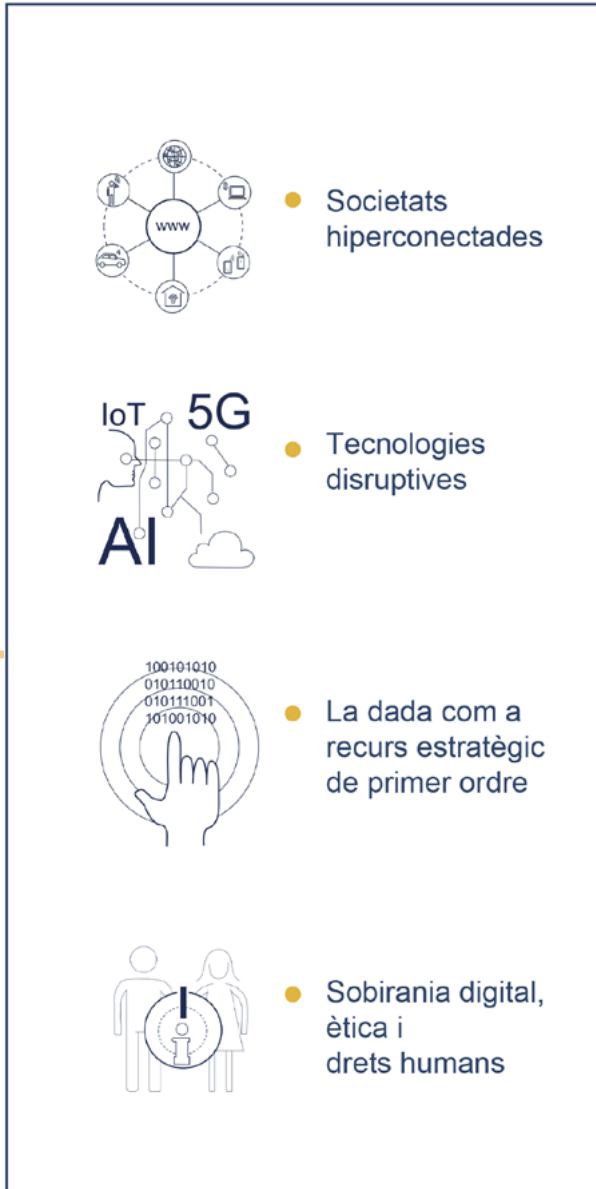 www
Societats
hiperconectades
IoT
5G
AI
Tecnologies
disruptives
100101010
010110010
010111001
101001010
La dada com a
recurs estratègic
de primer ordre
i
Sobirania digital,
ètica i
drets humans